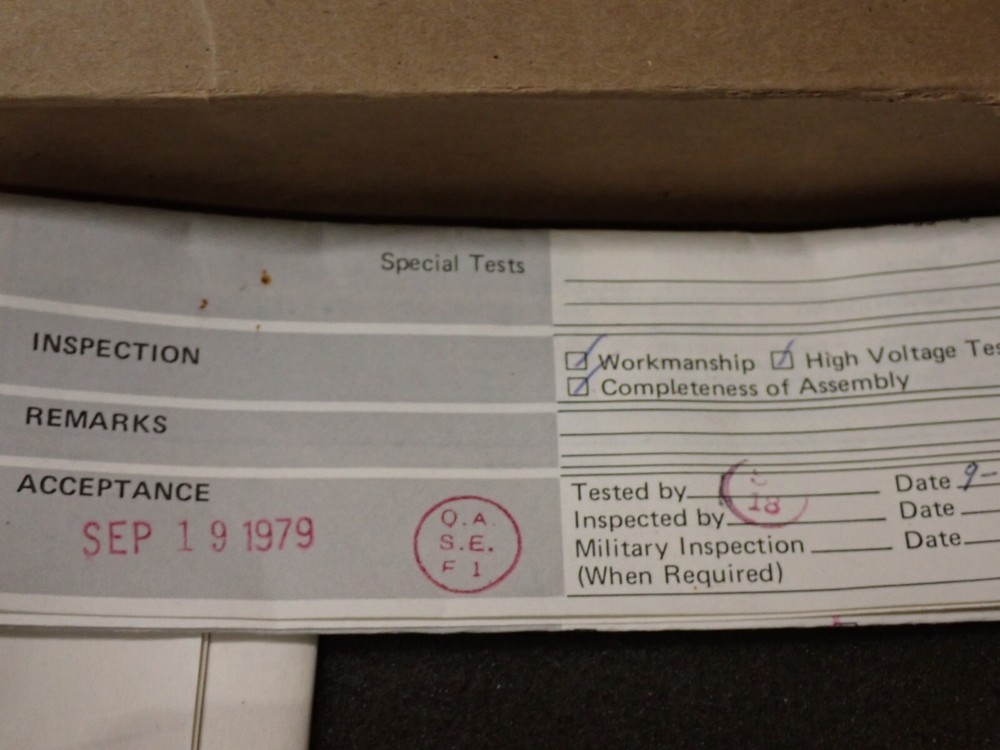 Special Tests
INSPECTION
Workmanship High Voltage Tes
Completeness of Assembly
REMARKS
ACCEPTANCE
SEP 19 1979
Q.A.
S.E.
F 1
Tested by Date 9-
18
Inspected by Date
Military Inspection Date
(When Required)